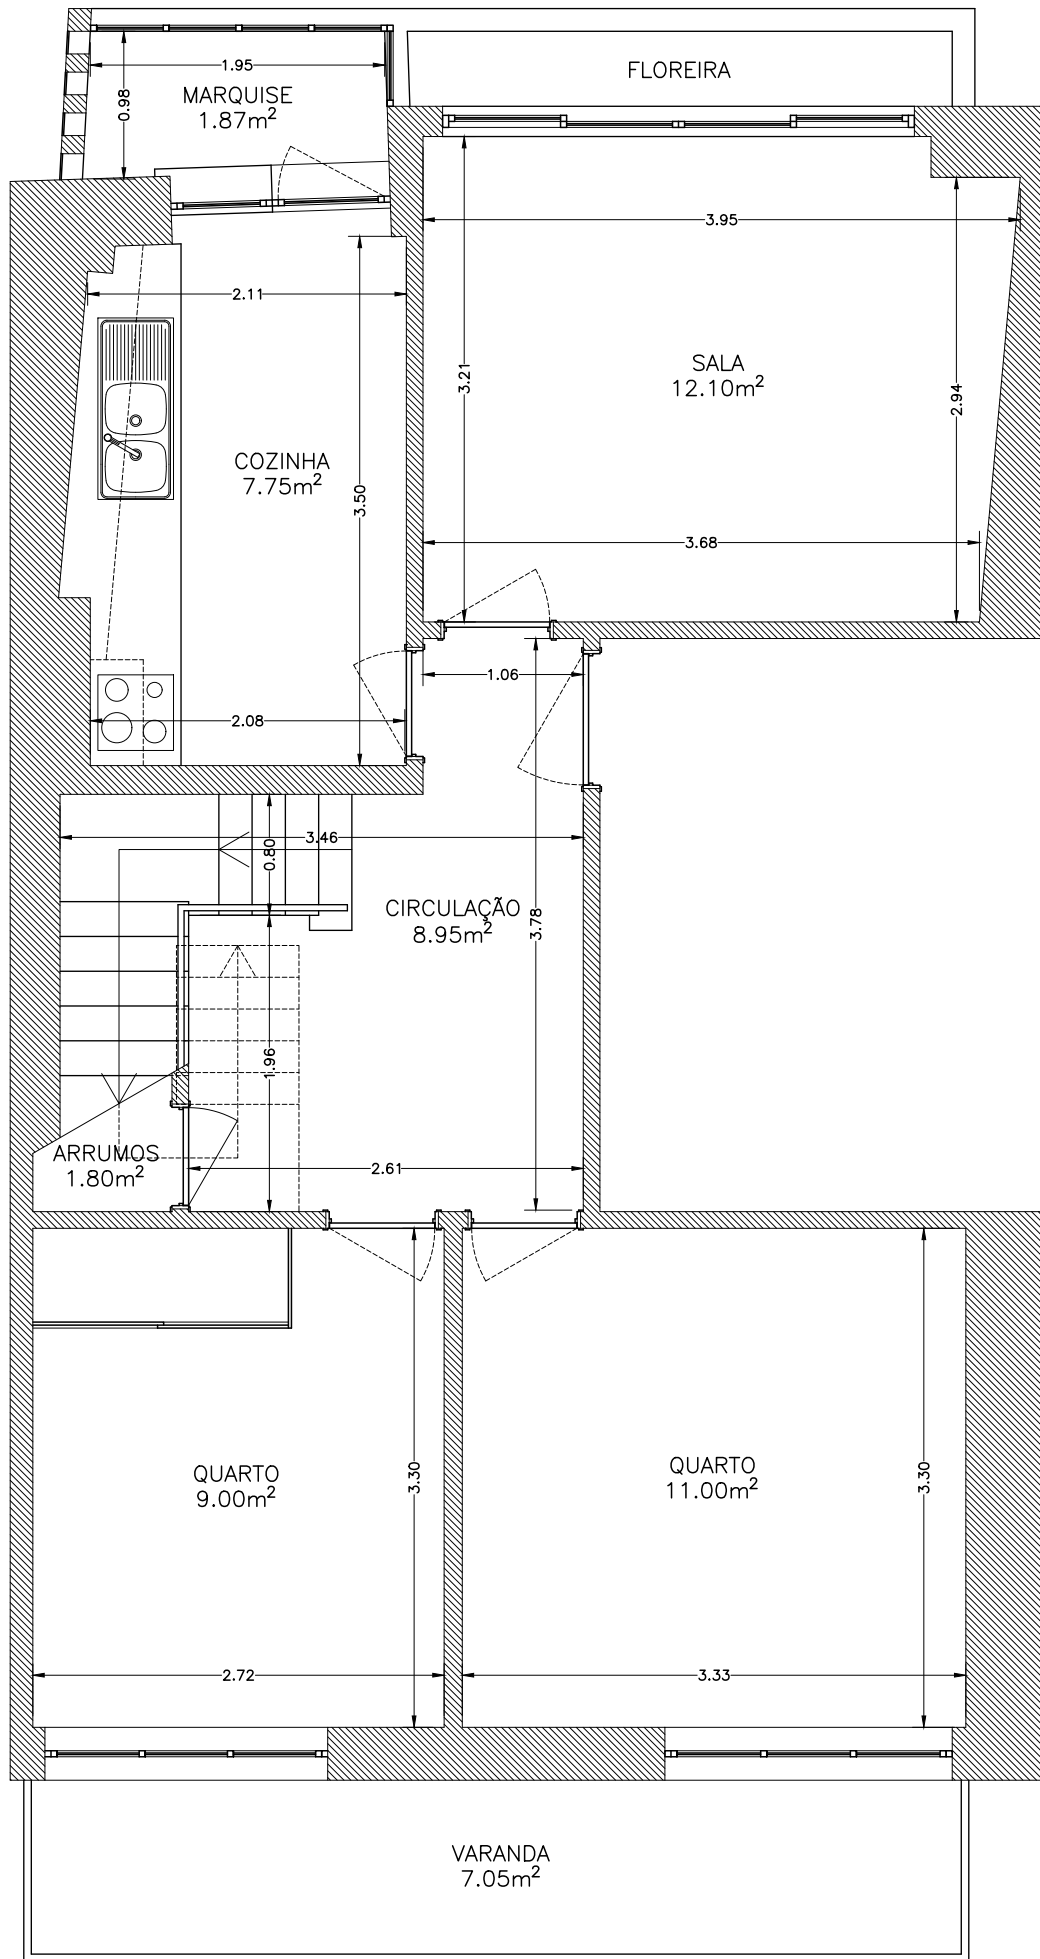 FLOREIRA
1.95
MARQUISE
1.87m²
0.98
3.95
2.11
SALA
12.10m²
3.21
2.94
COZINHA
7.75m²
3.50
3.68
1.06
2.08
3.46
0.80
CIRCULAÇÃO
8.95m²
3.78
1.96
ARRUMOS
1.80m²
2.61
QUARTO
9.00m²
3.30
QUARTO
11.00m²
3.30
2.72
3.33
VARANDA
7.05m²